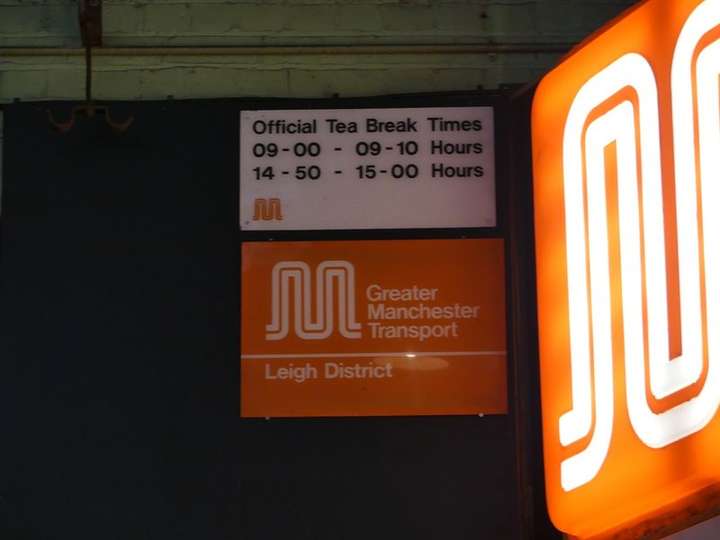 Official Tea Break Times
09-00 - 09-10 Hours
14-50 - 15-00 Hours
Greater
Manchester
Transport
Leigh District